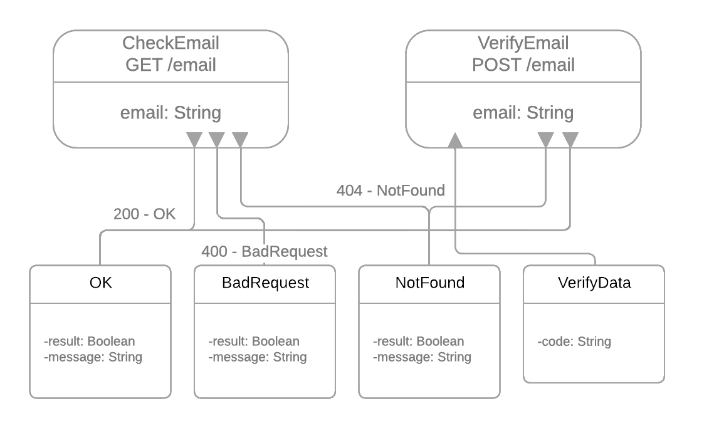 CheckEmail
GET /email
email: String
VerifyEmail
POST /email
email: String
404 - NotFound
200 - OK
400 - BadRequest
OK
-result: Boolean
-message: String
BadRequest
-result: Boolean
-message: String
NotFound
-result: Boolean
-message: String
VerifyData
-code: String